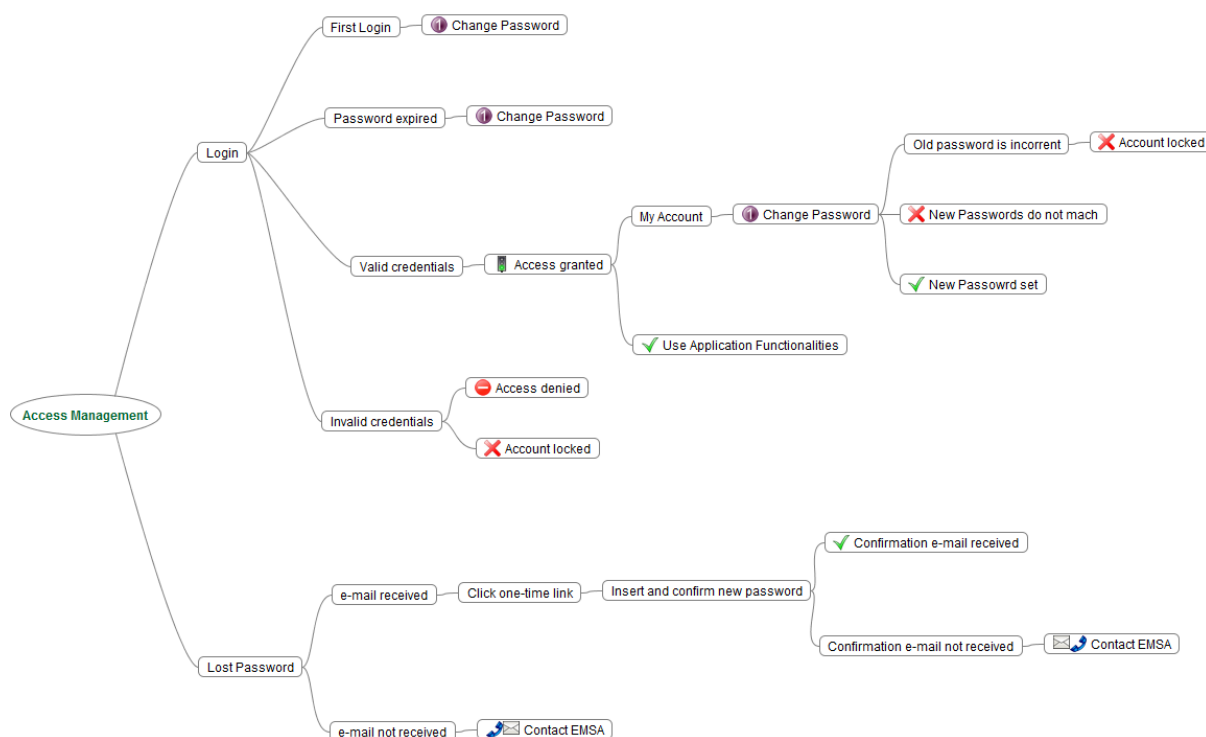 First Login
1 Change Password
Password expired
1 Change Password
Login
Old password is incorrent
Account locked
My Account
1 Change Password
New Passwords do not mach
Valid credentials
Access granted
New Passowrd set
Use Application Functionalities
Access denied
Access Management
Invalid credentials
Account locked
Confirmation e-mail received
e-mail received
Click one-time link
Insert and confirm new password
Confirmation e-mail not received
Contact EMSA
Lost Password
e-mail not received
Contact EMSA